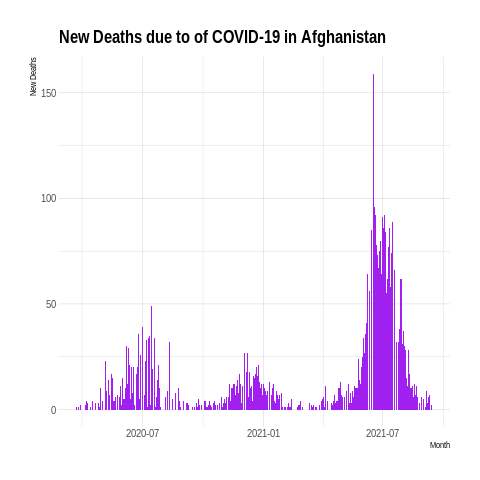 New Deaths due to of COVID-19 in Afghanistan
New Deaths
150
100
50
0
2020-07 2021-01 2021-07
Month